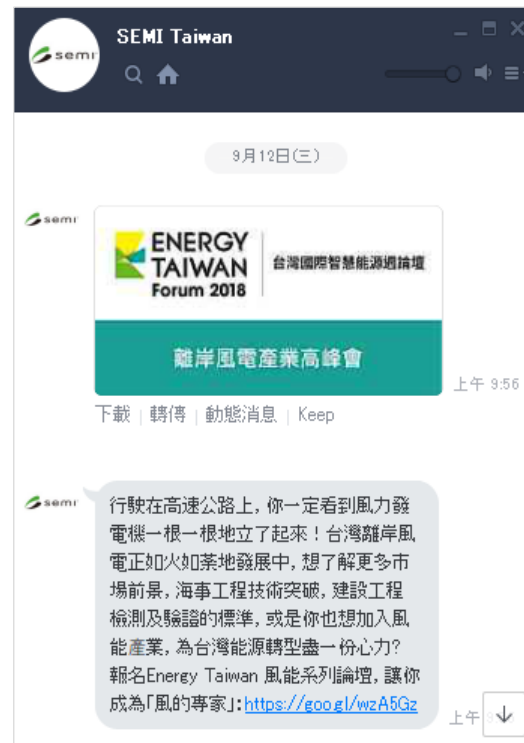 semi
SEMI Taiwan
9月12日(三)
semi
ENERGY
TAIWAN
Forum 2018
台灣國際智慧能源週論壇
離岸風電產業高峰會
上午 9:56
下載 | 轉傳 | 動態消息 | Keep
semi
行駛在高速公路上, 你一定看到風力發
電機一根一根地立了起來！台灣離岸風
電正如火如荼地發展中, 想了解更多市
場前景, 海事工程技術突破, 建設工程
檢測及驗證的標準, 或是你也想加入風
能產業, 為台灣能源轉型盡一份心力?
報名Energy Taiwan 風能系列論壇, 讓你
成為「風的專家」: https://goo.gl/wzA5Gz
上午